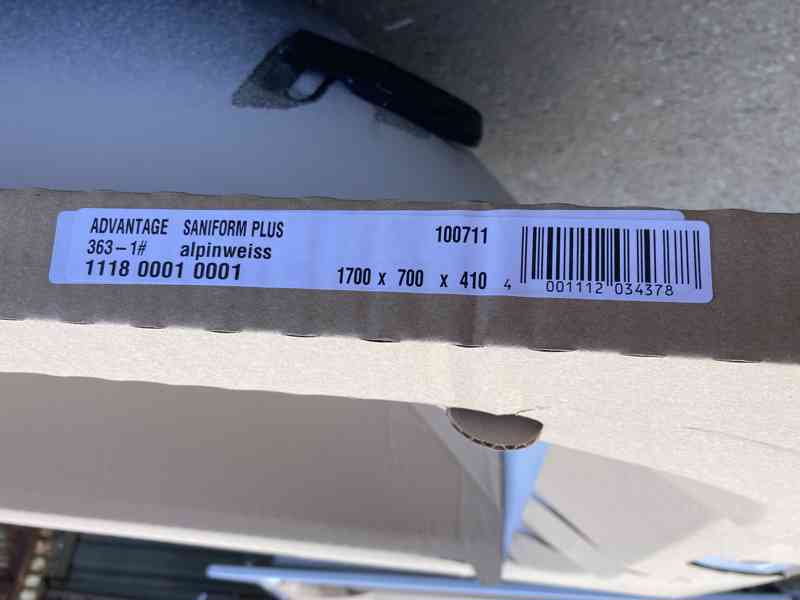 ADVANTAGE SANIFORM PLUS 100711
363-1# alpinweiss
1118 0001 0001 1700 x 700 x 410
4 001112 034378